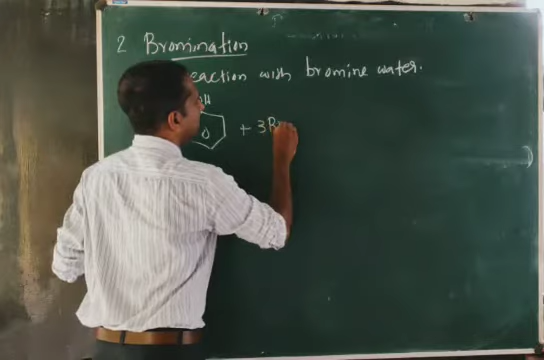 2 Bromination
eaction with bromine water.
H
+ 3B